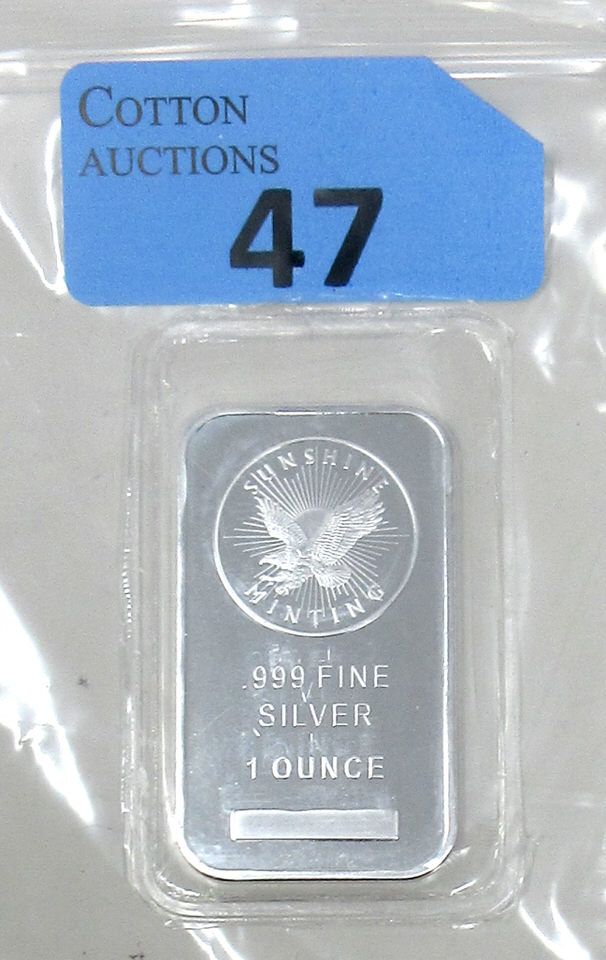 COTTON
AUCTIONS
47
SUNSHINE
MINTING
.999 FINE
SILVER
1 OUNCE